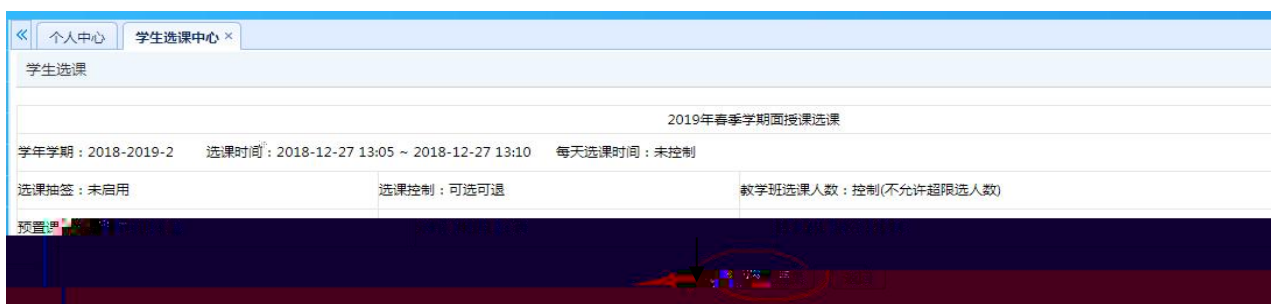 个人中心 学生选课中心 ×
学生选课
2019年春季学期面授课选课
学年学期：2018-2019-2 选课时间：2018-12-27 13:05 ~ 2018-12-27 13:10 每天选课时间：未控制
选课抽签：未启用 选课控制：可选可退 教学班选课人数：控制(不允许超限选人数)
预置课